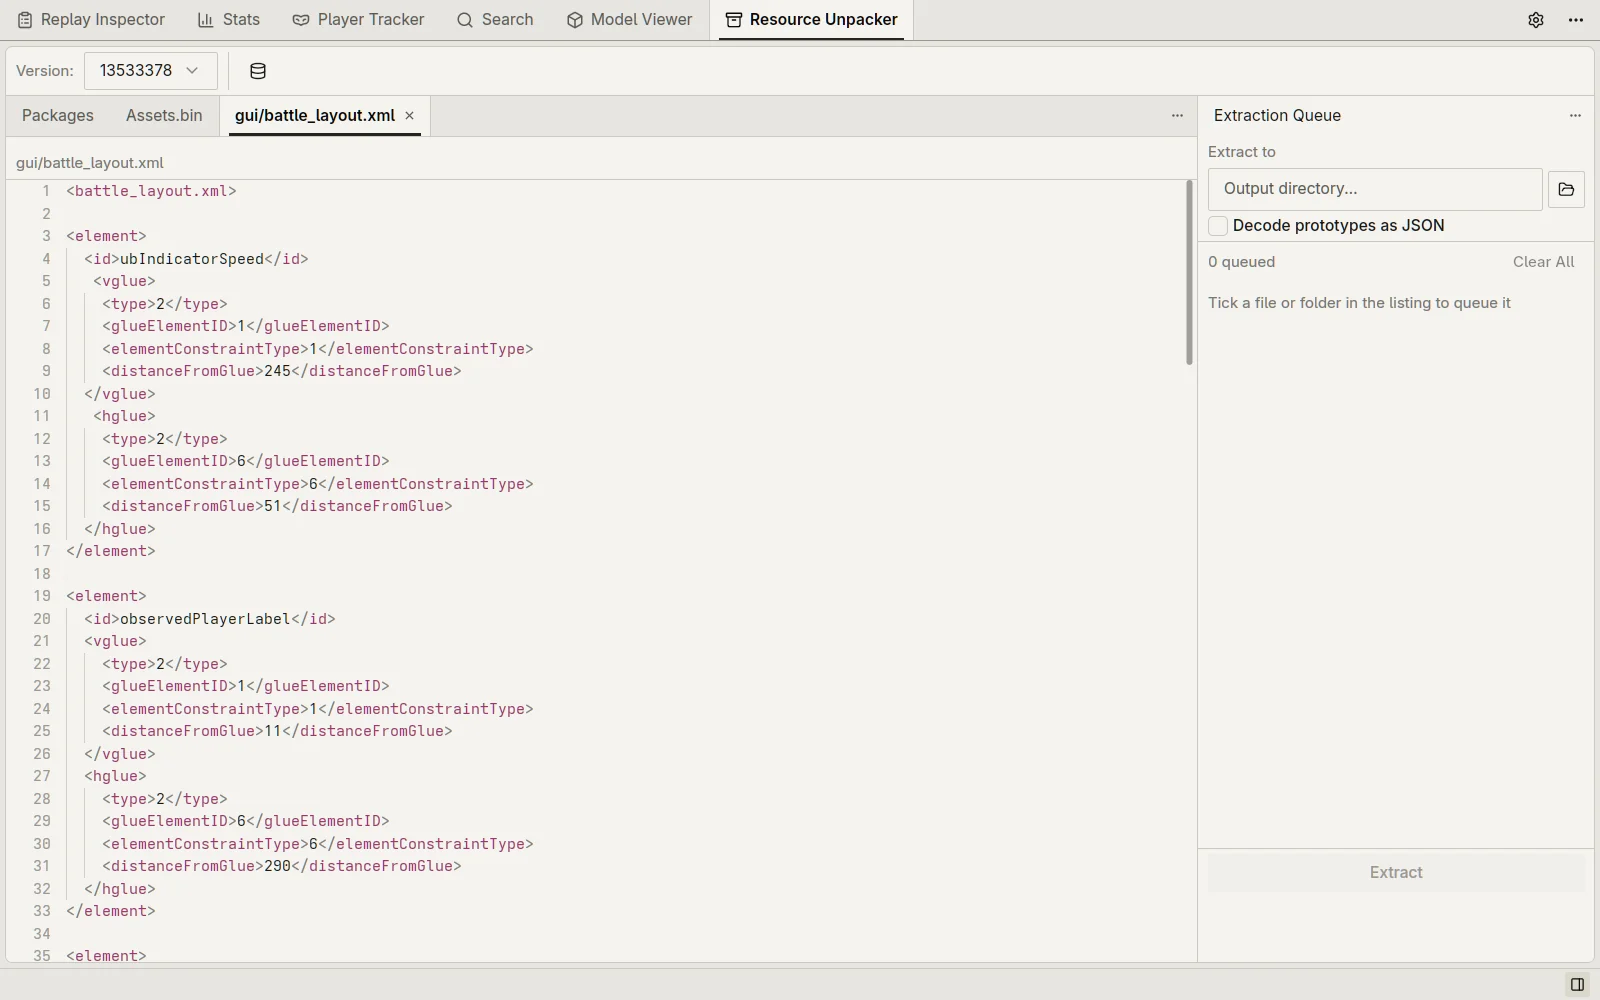 Replay Inspector
Stats
Player Tracker
Search
Model Viewer
Resource Unpacker
Version:
13533378
Packages
Assets.bin
gui/battle_layout.xml
gui/battle_layout.xml
1 <battle_layout.xml>
2
3 <element>
4 <id>ubIndicatorSpeed</id>
5 <vglue>
6 <type>2</type>
7 <glueElementID>1</glueElementID>
8 <elementConstraintType>1</elementConstraintType>
9 <distanceFromGlue>245</distanceFromGlue>
10 </vglue>
11 <hglue>
12 <type>2</type>
13 <glueElementID>6</glueElementID>
14 <elementConstraintType>6</elementConstraintType>
15 <distanceFromGlue>51</distanceFromGlue>
16 </hglue>
17 </element>
18
19 <element>
20 <id>observedPlayerLabel</id>
21 <vglue>
22 <type>2</type>
23 <glueElementID>1</glueElementID>
24 <elementConstraintType>1</elementConstraintType>
25 <distanceFromGlue>11</distanceFromGlue>
26 </vglue>
27 <hglue>
28 <type>2</type>
29 <glueElementID>6</glueElementID>
30 <elementConstraintType>6</elementConstraintType>
31 <distanceFromGlue>290</distanceFromGlue>
32 </hglue>
33 </element>
34
35 <element>
Extraction Queue
Extract to
Output directory...
Decode prototypes as JSON
0 queued
Clear All
Tick a file or folder in the listing to queue it
Extract